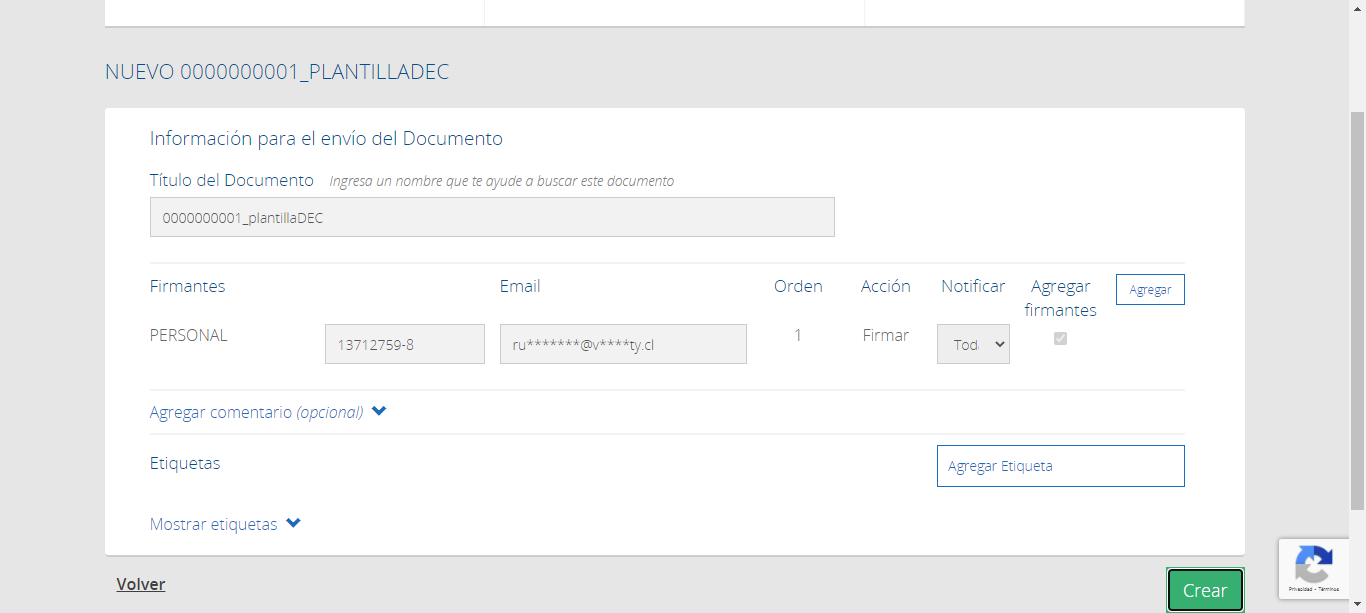 NUEVO 0000000001_PLANTILLADEC
Información para el envío del Documento
Título del Documento Ingresa un nombre que te ayude a buscar este documento
0000000001_plantillaDEC
Firmantes Email Orden Acción Notificar Agregar firmantes Agregar
PERSONAL 13712759-8 ru*******@v****ty.cl 1 Firmar Tod
Agregar comentario (opcional)
Etiquetas Agregar Etiqueta
Mostrar etiquetas
Volver Crear
Privacidad - Términos